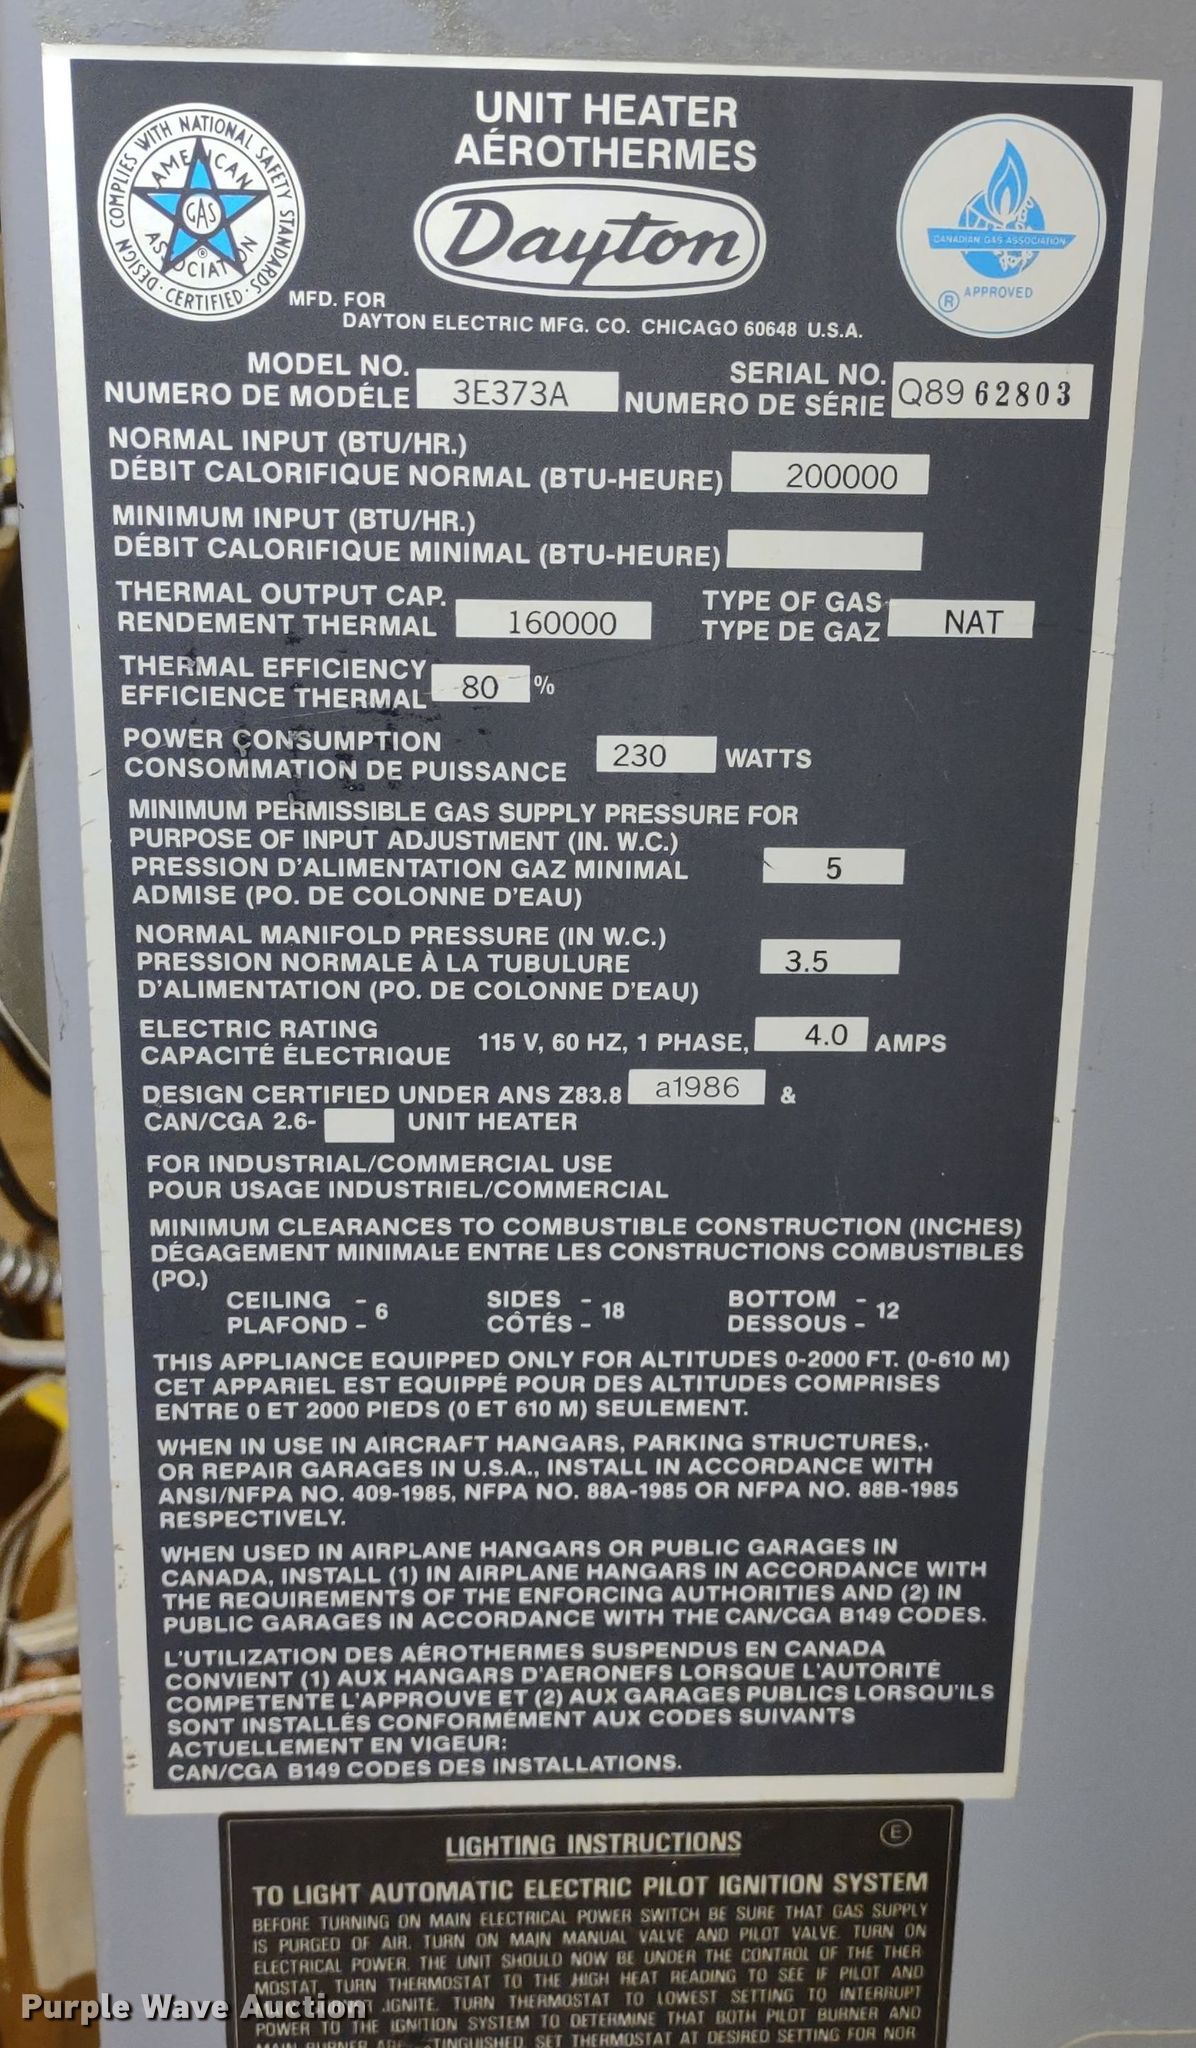 UNIT HEATER
AÉROTHERMES
DESIGN COMPLIES WITH NATIONAL SAFETY STANDARDS
· CERTIFIED ·
AMERICAN
GAS
®
ASSOCIATION
Dayton
CANADIAN GAS ASSOCIATION
® APPROVED
MFD. FOR
DAYTON ELECTRIC MFG. CO. CHICAGO 60648 U.S.A.
MODEL NO.
NUMERO DE MODÉLE 3E373A
SERIAL NO.
NUMERO DE SÉRIE Q89 62803
NORMAL INPUT (BTU/HR.)
DÉBIT CALORIFIQUE NORMAL (BTU-HEURE) 200000
MINIMUM INPUT (BTU/HR.)
DÉBIT CALORIFIQUE MINIMAL (BTU-HEURE)
THERMAL OUTPUT CAP.
RENDEMENT THERMAL 160000
TYPE OF GAS
TYPE DE GAZ NAT
THERMAL EFFICIENCY
EFFICIENCE THERMAL 80 %
POWER CONSUMPTION
CONSOMMATION DE PUISSANCE 230 WATTS
MINIMUM PERMISSIBLE GAS SUPPLY PRESSURE FOR
PURPOSE OF INPUT ADJUSTMENT (IN. W.C.)
PRESSION D'ALIMENTATION GAZ MINIMAL 5
ADMISE (PO. DE COLONNE D'EAU)
NORMAL MANIFOLD PRESSURE (IN W.C.)
PRESSION NORMALE À LA TUBULURE 3.5
D'ALIMENTATION (PO. DE COLONNE D'EAU)
ELECTRIC RATING
CAPACITÉ ÉLECTRIQUE 115 V, 60 HZ, 1 PHASE, 4.0 AMPS
DESIGN CERTIFIED UNDER ANS Z83.8 a1986 &
CAN/CGA 2.6- UNIT HEATER
FOR INDUSTRIAL/COMMERCIAL USE
POUR USAGE INDUSTRIEL/COMMERCIAL
MINIMUM CLEARANCES TO COMBUSTIBLE CONSTRUCTION (INCHES)
DÉGAGEMENT MINIMALE ENTRE LES CONSTRUCTIONS COMBUSTIBLES
(PO.)
CEILING -
PLAFOND - 6
SIDES -
CÔTÉS - 18
BOTTOM -
DESSOUS - 12
THIS APPLIANCE EQUIPPED ONLY FOR ALTITUDES 0-2000 FT. (0-610 M)
CET APPARIEL EST EQUIPPÉ POUR DES ALTITUDES COMPRISES
ENTRE 0 ET 2000 PIEDS (0 ET 610 M) SEULEMENT.
WHEN IN USE IN AIRCRAFT HANGARS, PARKING STRUCTURES,
OR REPAIR GARAGES IN U.S.A., INSTALL IN ACCORDANCE WITH
ANSI/NFPA NO. 409-1985, NFPA NO. 88A-1985 OR NFPA NO. 88B-1985
RESPECTIVELY.
WHEN USED IN AIRPLANE HANGARS OR PUBLIC GARAGES IN
CANADA, INSTALL (1) IN AIRPLANE HANGARS IN ACCORDANCE WITH
THE REQUIREMENTS OF THE ENFORCING AUTHORITIES AND (2) IN
PUBLIC GARAGES IN ACCORDANCE WITH THE CAN/CGA B149 CODES.
L'UTILIZATION DES AÉROTHERMES SUSPENDUS EN CANADA
CONVIENT (1) AUX HANGARS D'AERONEFS LORSQUE L'AUTORITÉ
COMPETENTE L'APPROUVE ET (2) AUX GARAGES PUBLICS LORSQU'ILS
SONT INSTALLÉS CONFORMÉMENT AUX CODES SUIVANTS
ACTUELLEMENT EN VIGEUR:
CAN/CGA B149 CODES DES INSTALLATIONS.
LIGHTING INSTRUCTIONS
E
TO LIGHT AUTOMATIC ELECTRIC PILOT IGNITION SYSTEM
BEFORE TURNING ON MAIN ELECTRICAL POWER SWITCH BE SURE THAT GAS SUPPLY
IS PURGED OF AIR. TURN ON MAIN MANUAL VALVE AND PILOT VALVE. TURN ON
ELECTRICAL POWER. THE UNIT SHOULD NOW BE UNDER THE CONTROL OF THE THER
MOSTAT. TURN THERMOSTAT TO THE HIGH HEAT READING TO SEE IF PILOT AND
IGNITE. TURN THERMOSTAT TO LOWEST SETTING TO INTERRUPT
POWER TO THE IGNITION SYSTEM TO DETERMINE THAT BOTH PILOT BURNER AND
MAIN BURNER ARE SET THERMOSTAT AT DESIRED SETTING FOR NOR
Purple Wave Auction